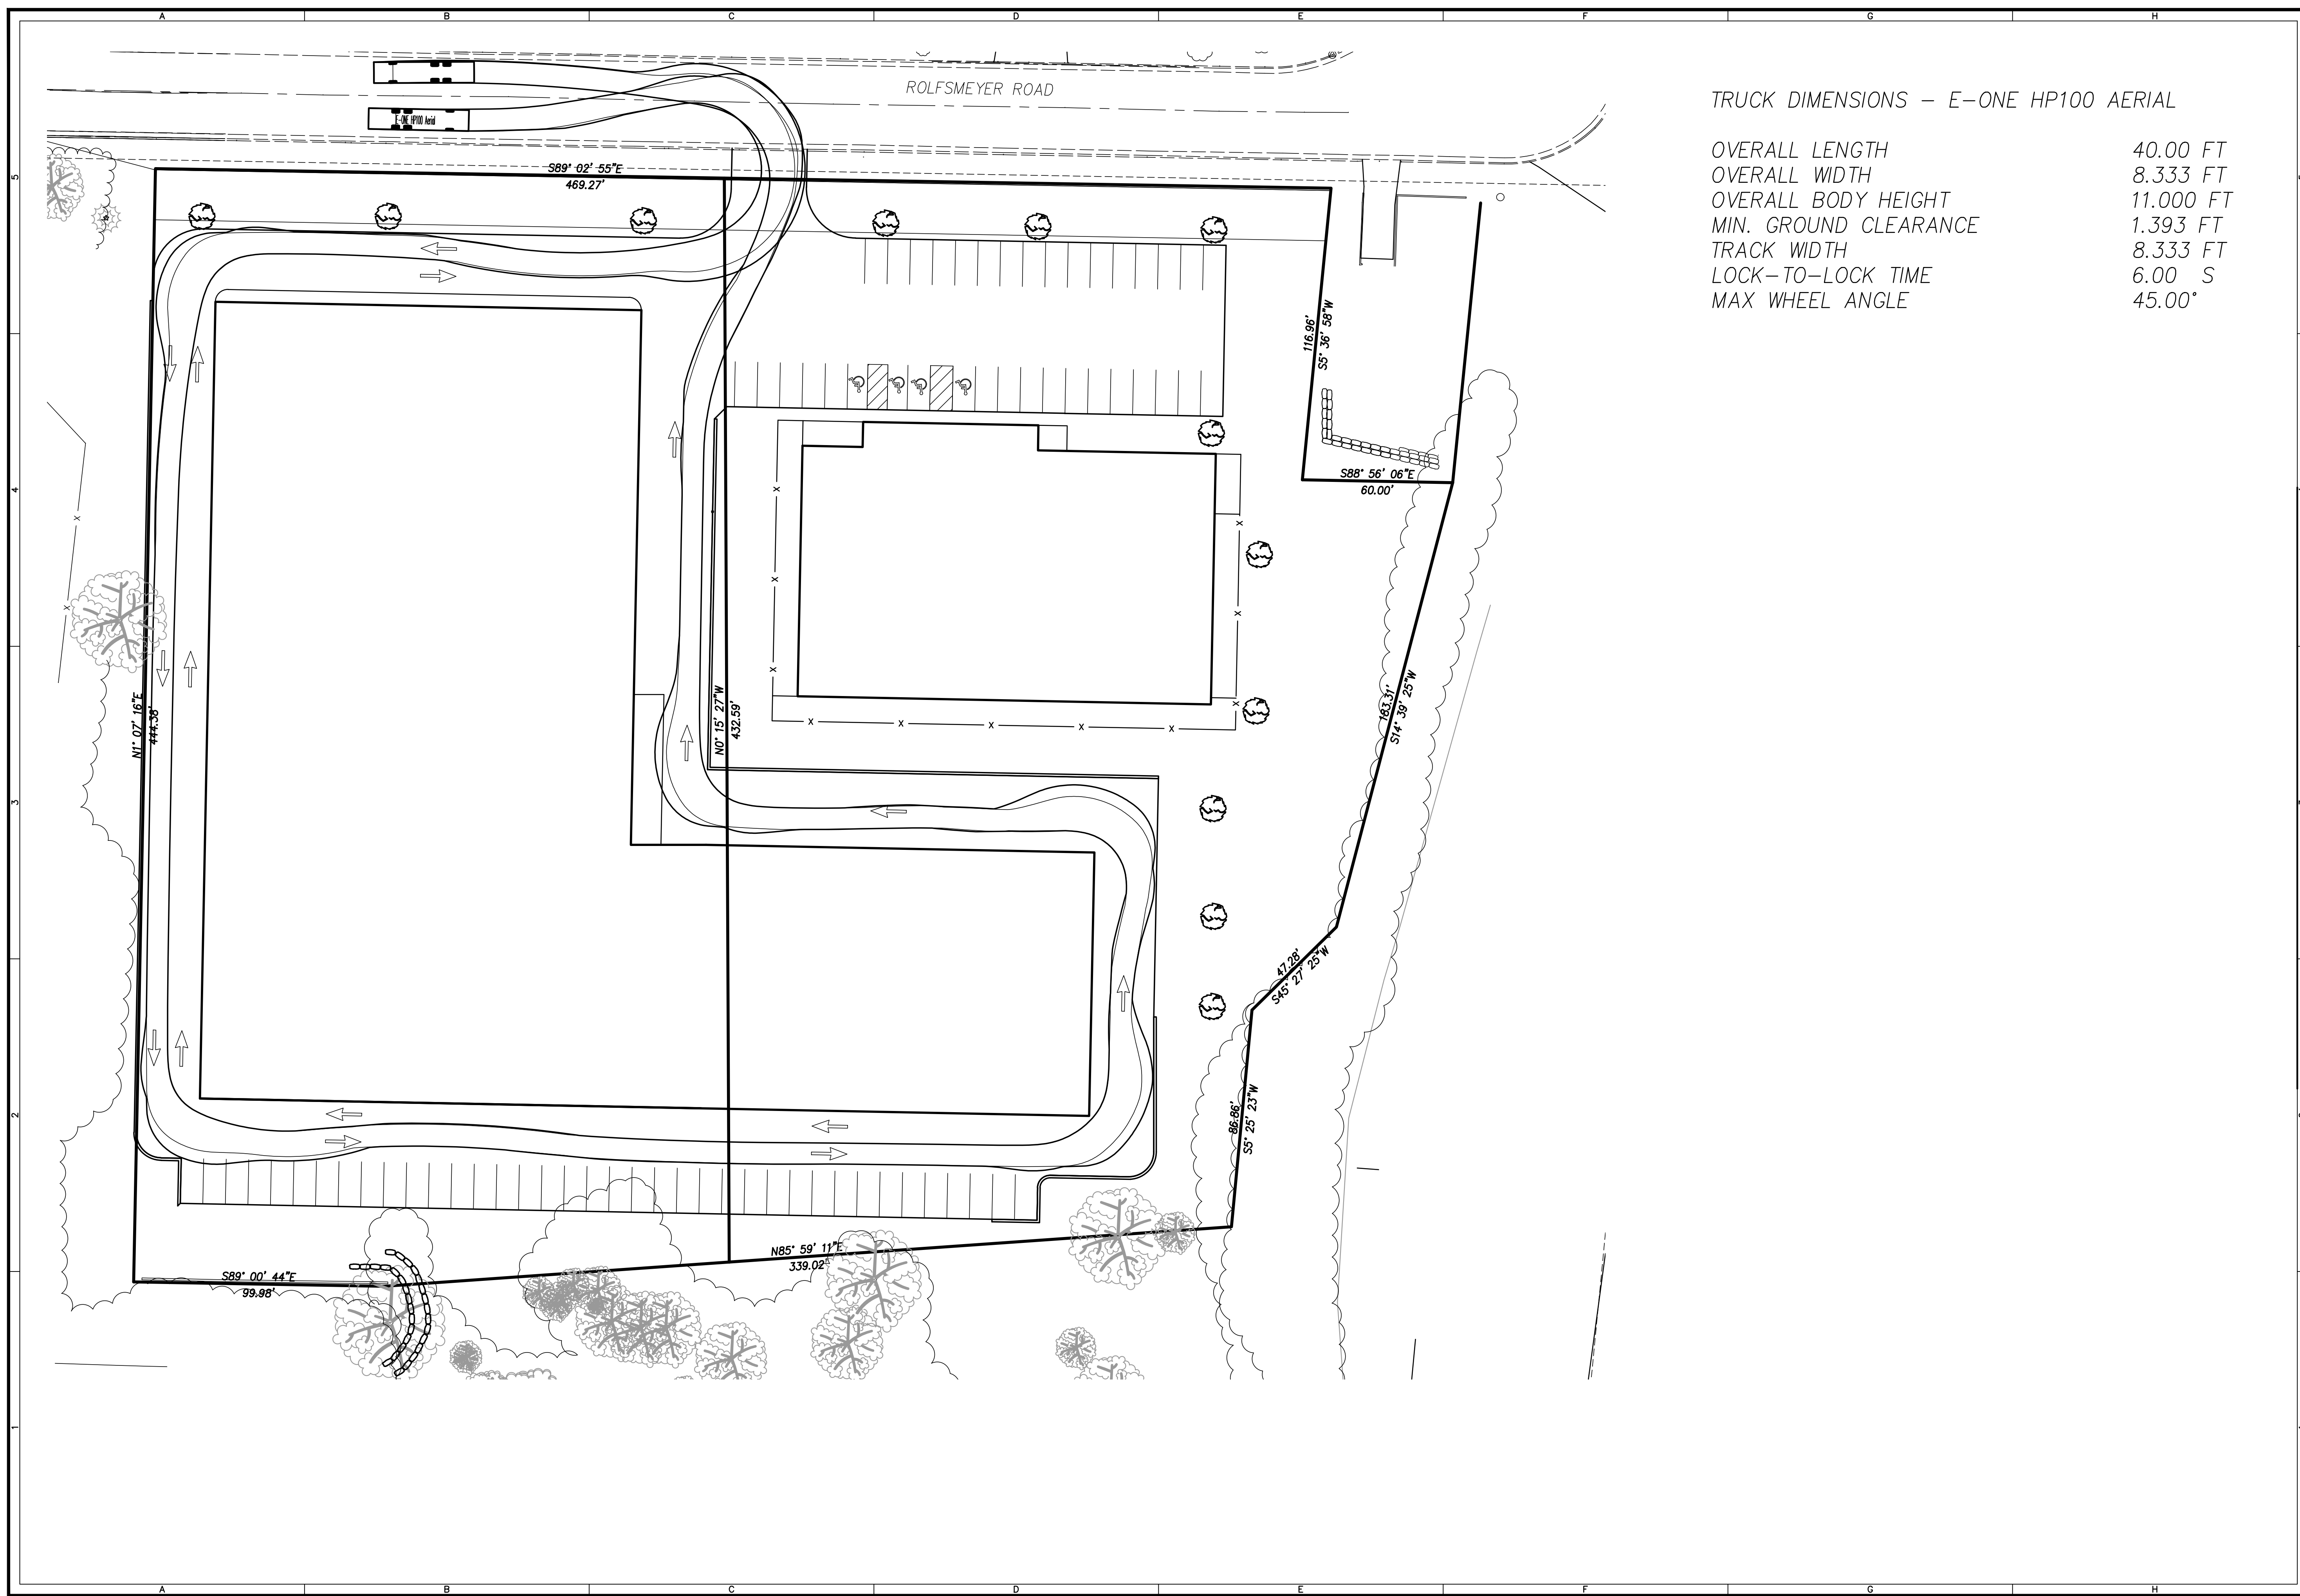 A B C D E F G H
ROLFSMEYER ROAD
E-ONE HP100 Aerial
TRUCK DIMENSIONS – E-ONE HP100 AERIAL
OVERALL LENGTH 40.00 FT
OVERALL WIDTH 8.333 FT
OVERALL BODY HEIGHT 11.000 FT
MIN. GROUND CLEARANCE 1.393 FT
TRACK WIDTH 8.333 FT
LOCK-TO-LOCK TIME 6.00 S
MAX WHEEL ANGLE 45.00°
S89° 02' 55"E
469.27'
5
116.96'
S5° 36' 58"W
4
S88° 56' 06"E
60.00'
N1° 07' 16"E
444.38'
N0° 15' 27"W
432.59'
183.31'
S14° 39' 25"W
3
47.28'
S45° 27' 25"W
2
86.86'
S5° 25' 23"W
N85° 59' 11"E
339.02'
S89° 00' 44"E
99.98'
1
A B C D E F G H